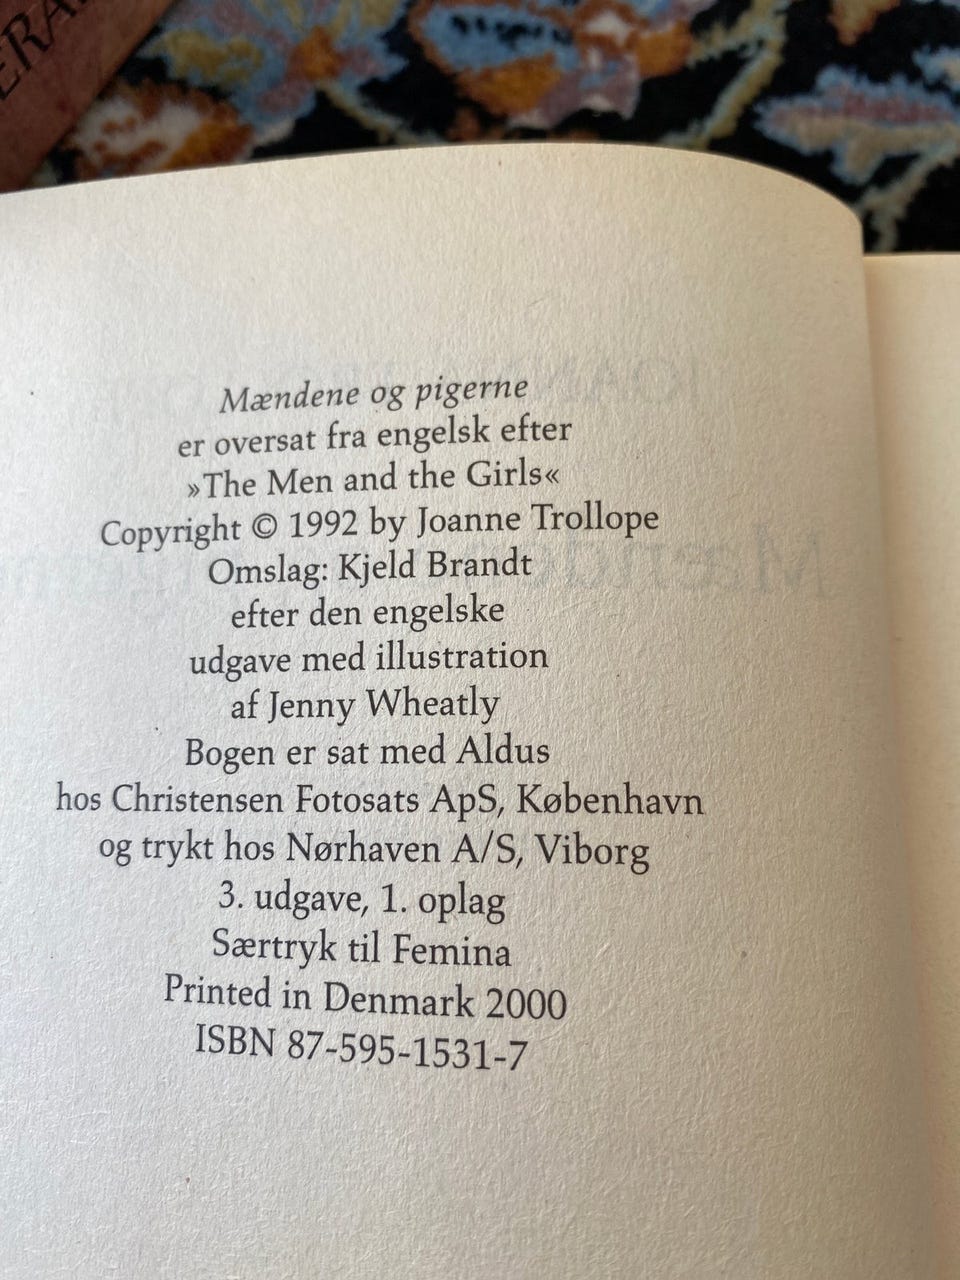 Mændene og pigerne
er oversat fra engelsk efter
»The Men and the Girls«
Copyright © 1992 by Joanne Trollope
Omslag: Kjeld Brandt
efter den engelske
udgave med illustration
af Jenny Wheatly
Bogen er sat med Aldus
hos Christensen Fotosats ApS, København
og trykt hos Nørhaven A/S, Viborg
3. udgave, 1. oplag
Særtryk til Femina
Printed in Denmark 2000
ISBN 87-595-1531-7